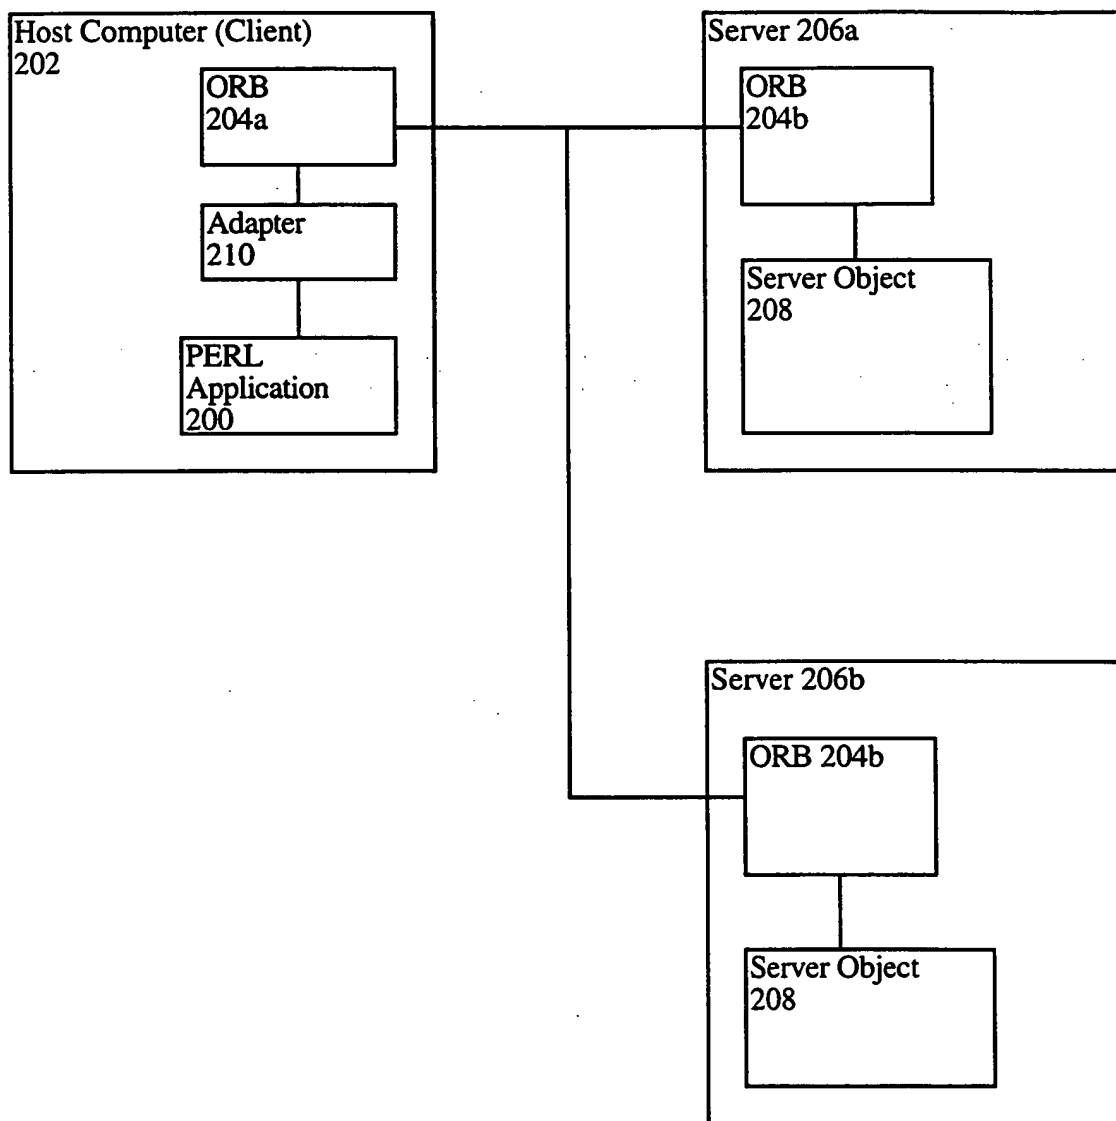 Host Computer (Client)
202
ORB
204a
Adapter
210
PERL
Application
200
Server 206a
ORB
204b
Server Object
208
Server 206b
ORB 204b
Server Object
208